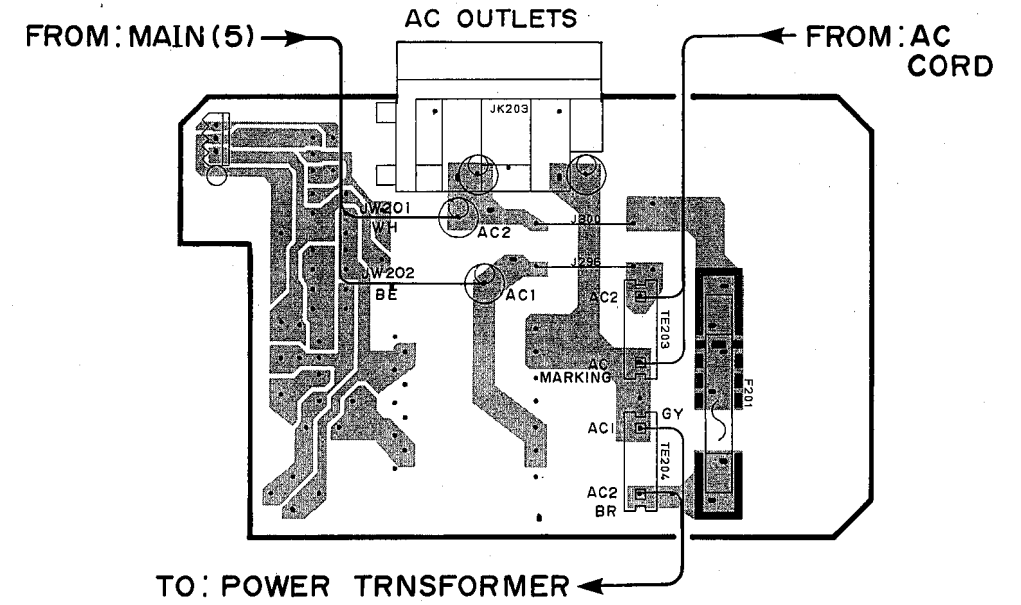 AC OUTLETS
FROM: MAIN(5)
FROM: AC
CORD
JK203
JW201
WH
AC2
J300
JW202
BE
AC1
J296
AC2
TE203
AC
MARKING
F201
GY
AC1
TE204
AC2
BR
TO: POWER TRNSFORMER